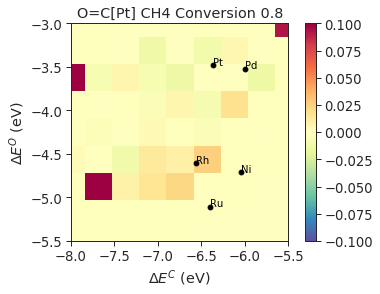 O=C[Pt] CH4 Conversion 0.8
−3.0
−3.5
−4.0
−4.5
−5.0
−5.5
ΔE^O (eV)
Pt
Pd
Rh
Ni
Ru
−8.0 −7.5 −7.0 −6.5 −6.0 −5.5
ΔE^C (eV)
0.100
0.075
0.050
0.025
0.000
−0.025
−0.050
−0.075
−0.100